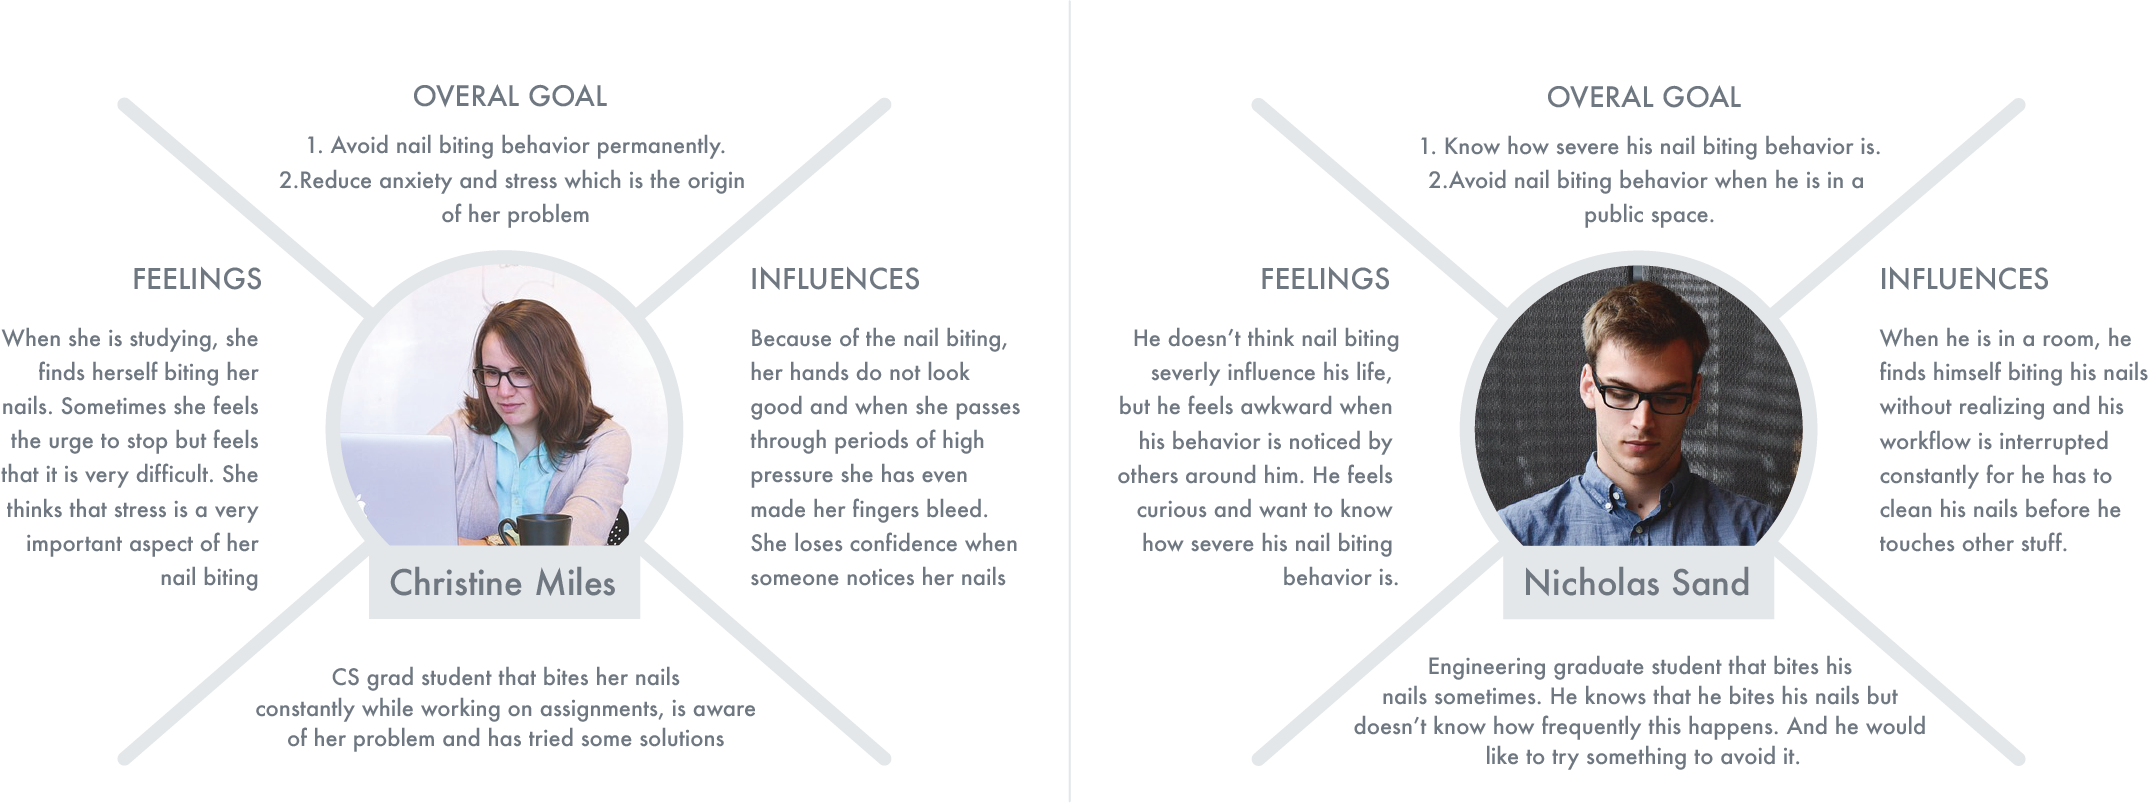 OVERAL GOAL
1. Avoid nail biting behavior permanently.
2.Reduce anxiety and stress which is the origin
of her problem
FEELINGS
When she is studying, she
finds herself biting her
nails. Sometimes she feels
the urge to stop but feels
that it is very difficult. She
thinks that stress is a very
important aspect of her
nail biting
INFLUENCES
Because of the nail biting,
her hands do not look
good and when she passes
through periods of high
pressure she has even
made her fingers bleed.
She loses confidence when
someone notices her nails
Christine Miles
CS grad student that bites her nails
constantly while working on assignments, is aware
of her problem and has tried some solutions
OVERAL GOAL
1. Know how severe his nail biting behavior is.
2.Avoid nail biting behavior when he is in a
public space.
FEELINGS
He doesn't think nail biting
severly influence his life,
but he feels awkward when
his behavior is noticed by
others around him. He feels
curious and want to know
how severe his nail biting
behavior is.
INFLUENCES
When he is in a room, he
finds himself biting his nails
without realizing and his
workflow is interrupted
constantly for he has to
clean his nails before he
touches other stuff.
Nicholas Sand
Engineering graduate student that bites his
nails sometimes. He knows that he bites his nails but
doesn't know how frequently this happens. And he would
like to try something to avoid it.